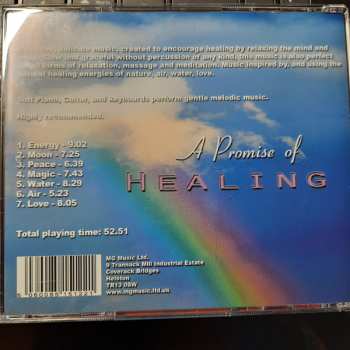 music, created to encourage healing by relaxing the mind and
and graceful without percussion of any kind, this music is also perfect
forms of relaxation, massage and meditation. Music inspired by, and using the
healing energies of nature, air, water, love.
Piano, Guitar, and Keyboards perform gentle melodic music.
Highly recommended.
1. Energy - 9.02
2. Moon - 7.25
3. Peace - 6.39
4. Magic - 7.43
5. Water - 8.29
6. Air - 5.23
7. Love - 8.05
A Promise of
HEALING
Total playing time: 52.51
MG Music Ltd.
9 Transack Mill Industrial Estate
Coverack Bridges
Helston
www.mgmusic.ltd.uk